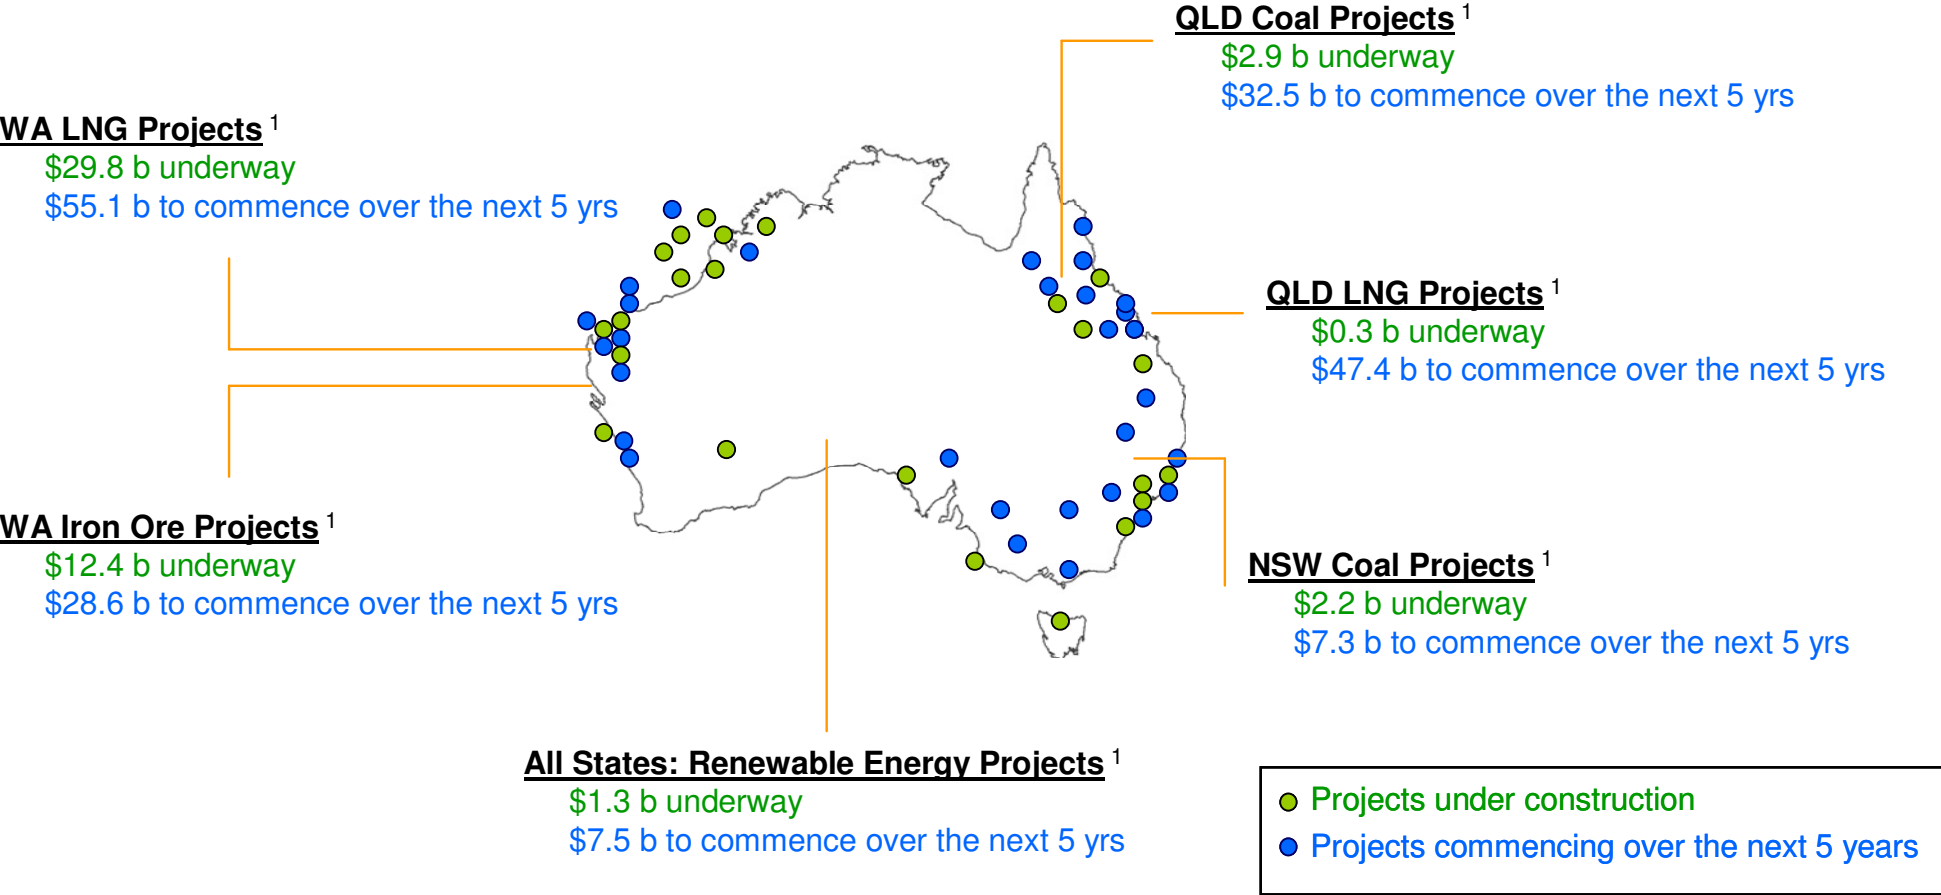 QLD Coal Projects 1
$2.9 b underway
$32.5 b to commence over the next 5 yrs
WA LNG Projects 1
$29.8 b underway
$55.1 b to commence over the next 5 yrs
QLD LNG Projects 1
$0.3 b underway
$47.4 b to commence over the next 5 yrs
WA Iron Ore Projects 1
$12.4 b underway
$28.6 b to commence over the next 5 yrs
NSW Coal Projects 1
$2.2 b underway
$7.3 b to commence over the next 5 yrs
All States: Renewable Energy Projects 1
$1.3 b underway
$7.5 b to commence over the next 5 yrs
Projects under construction
Projects commencing over the next 5 years